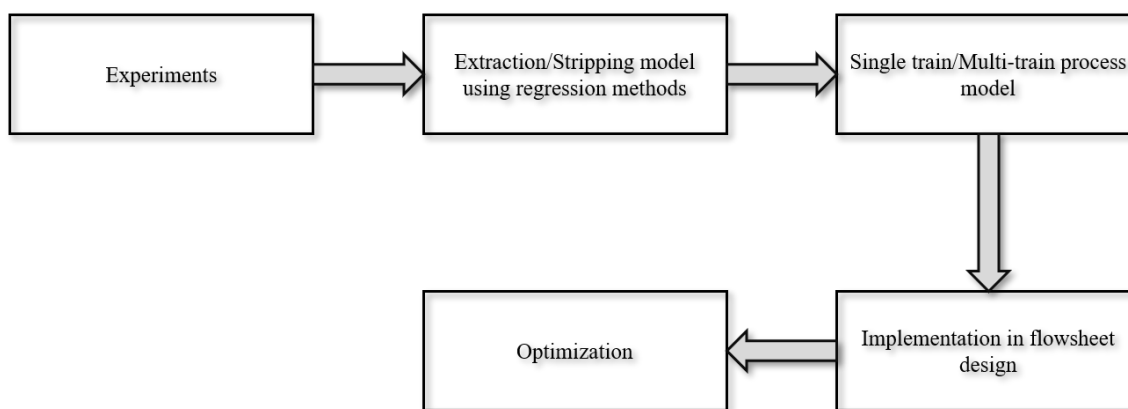 Experiments
Extraction/Stripping model
using regression methods
Single train/Multi-train process
model
Implementation in flowsheet
design
Optimization